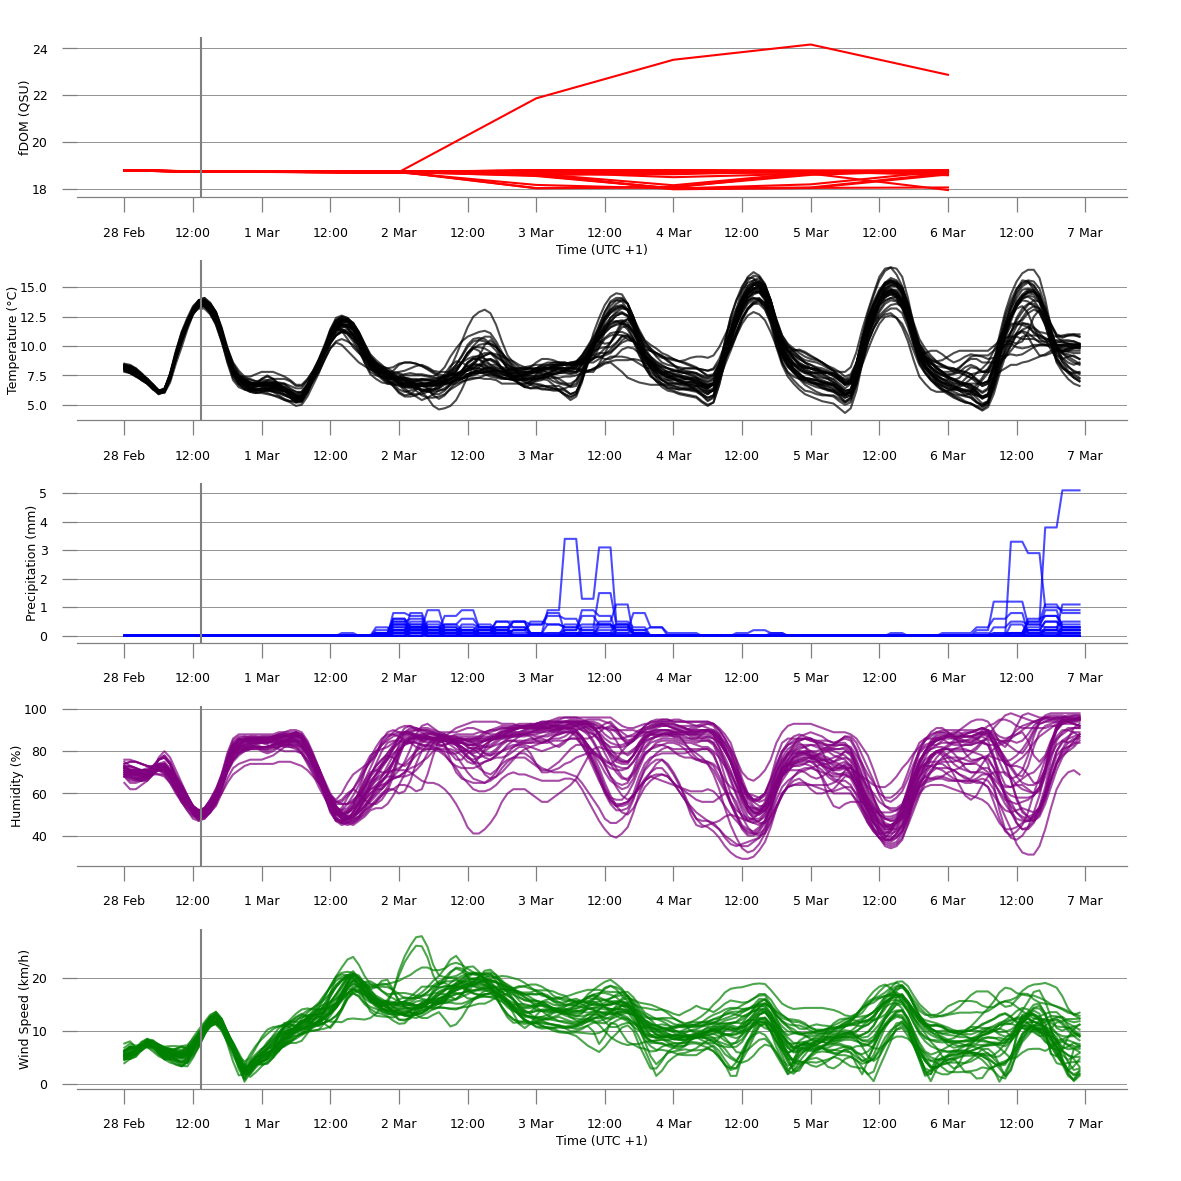 24
22
20
18
fDOM (QSU)
28 Feb 12:00 1 Mar 12:00 2 Mar 12:00 3 Mar 12:00 4 Mar 12:00 5 Mar 12:00 6 Mar 12:00 7 Mar
Time (UTC +1)
15.0
12.5
10.0
7.5
5.0
Temperature (°C)
28 Feb 12:00 1 Mar 12:00 2 Mar 12:00 3 Mar 12:00 4 Mar 12:00 5 Mar 12:00 6 Mar 12:00 7 Mar
5
4
3
2
1
0
Precipitation (mm)
28 Feb 12:00 1 Mar 12:00 2 Mar 12:00 3 Mar 12:00 4 Mar 12:00 5 Mar 12:00 6 Mar 12:00 7 Mar
100
80
60
40
Humidity (%)
28 Feb 12:00 1 Mar 12:00 2 Mar 12:00 3 Mar 12:00 4 Mar 12:00 5 Mar 12:00 6 Mar 12:00 7 Mar
20
10
0
Wind Speed (km/h)
28 Feb 12:00 1 Mar 12:00 2 Mar 12:00 3 Mar 12:00 4 Mar 12:00 5 Mar 12:00 6 Mar 12:00 7 Mar
Time (UTC +1)